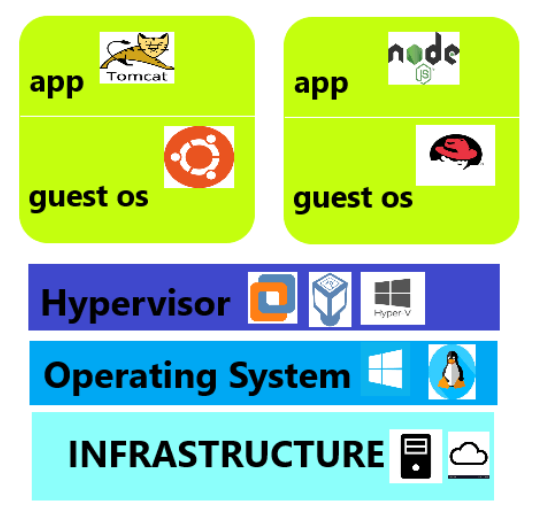 Tomcat
app
node
JS
app
guest os
guest os
Hypervisor
Hyper-V
Operating System
INFRASTRUCTURE